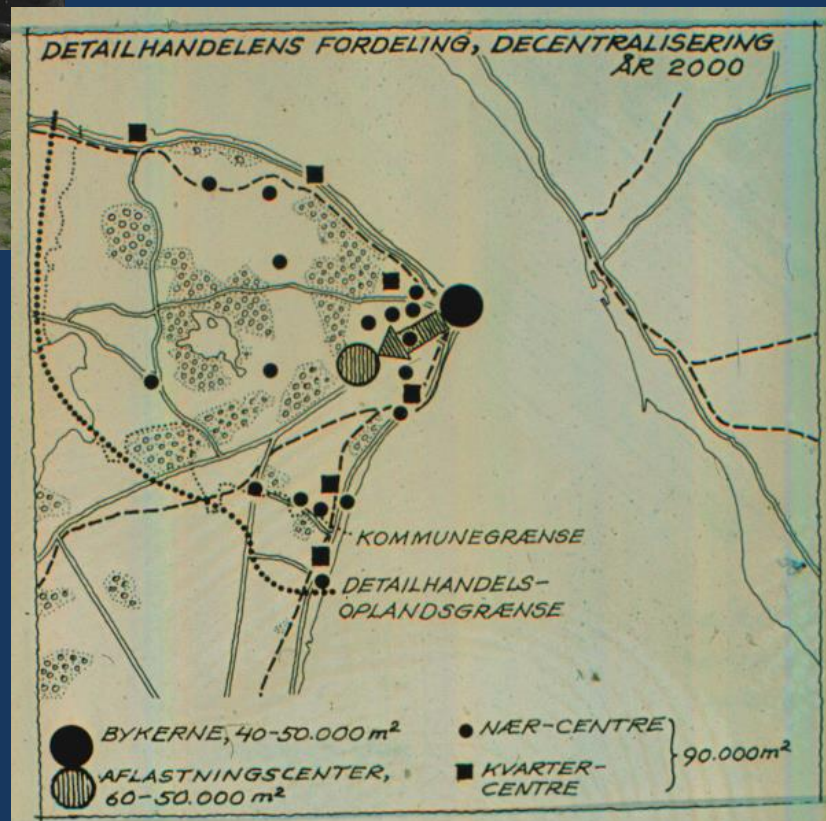 DETAILHANDELENS FORDELING, DECENTRALISERING
ÅR 2000
KOMMUNEGRÆNSE
DETAILHANDELS-
OPLANDSGRÆNSE
BYKERNE, 40-50.000 m²
AFLASTNINGSCENTER,
60-50.000 m²
NÆR-CENTRE
KVARTER-
CENTRE
90.000 m²